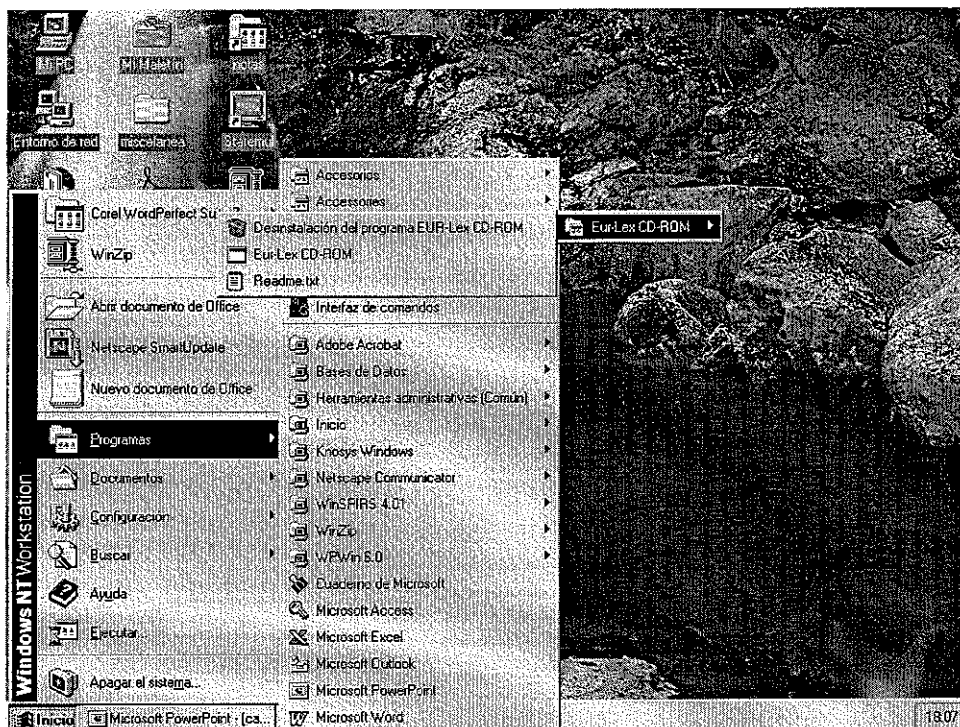 Mi PC
Mi Maletín
notas
Entorno de red
miscelanea
Statemul
Accesorios
Accessories
Eur-Lex CD-ROM
Desinstalación del programa EUR-Lex CD-ROM
Eur-Lex CD-ROM
Readme.txt
Interfaz de comandos
Adobe Acrobat
Bases de Datos
Herramientas administrativas (Común)
Inicio
Knosys Windows
Netscape Communicator
WinSPIRS 4.01
WinZip
WPWin 6.0
Cuaderno de Microsoft
Microsoft Access
Microsoft Excel
Microsoft Outlook
Microsoft PowerPoint
Microsoft Word
Corel WordPerfect Su
WinZip
Abrir documento de Office
Netscape SmartUpdate
Nuevo documento de Office
Programas
Documentos
Configuración
Buscar
Ayuda
Ejecutar...
Apagar el sistema...
Windows NT Workstation
Inicio
Microsoft PowerPoint - [ca...
18:07